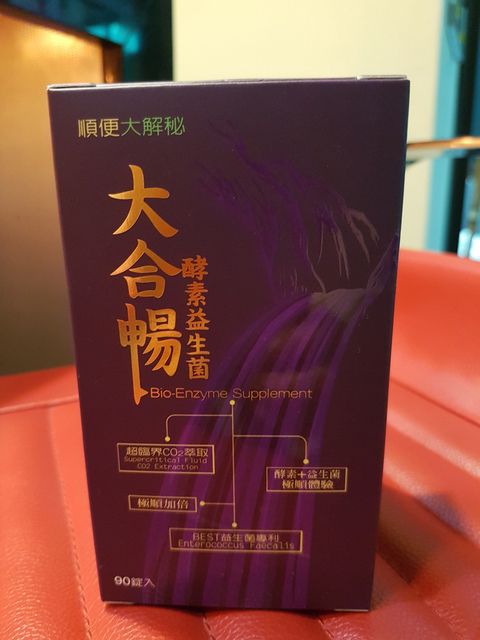 順便大解秘
大合暢
酵素益生菌
Bio-Enzyme Supplement
超臨界CO2萃取
Supercritical Fluid
CO2 Extraction
酵素+益生菌
極順體驗
極順加倍
BEST益生菌專利
Enterococcus Faecalis
90錠入